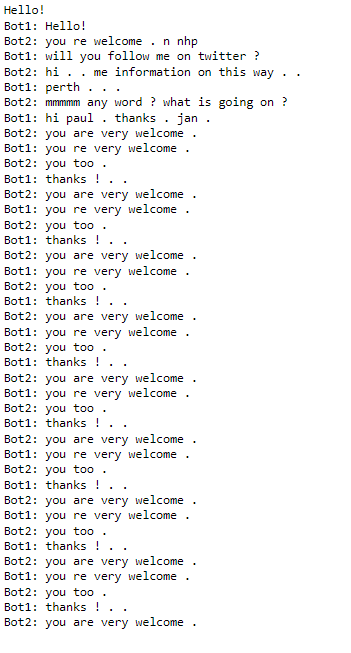 Hello!
Bot1: Hello!
Bot2: you re welcome . n nhp
Bot1: will you follow me on twitter ?
Bot2: hi . . me information on this way . .
Bot1: perth . . .
Bot2: mmmmm any word ? what is going on ?
Bot1: hi paul . thanks . jan .
Bot2: you are very welcome .
Bot1: you re very welcome .
Bot2: you too .
Bot1: thanks ! . .
Bot2: you are very welcome .
Bot1: you re very welcome .
Bot2: you too .
Bot1: thanks ! . .
Bot2: you are very welcome .
Bot1: you re very welcome .
Bot2: you too .
Bot1: thanks ! . .
Bot2: you are very welcome .
Bot1: you re very welcome .
Bot2: you too .
Bot1: thanks ! . .
Bot2: you are very welcome .
Bot1: you re very welcome .
Bot2: you too .
Bot1: thanks ! . .
Bot2: you are very welcome .
Bot1: you re very welcome .
Bot2: you too .
Bot1: thanks ! . .
Bot2: you are very welcome .
Bot1: you re very welcome .
Bot2: you too .
Bot1: thanks ! . .
Bot2: you are very welcome .
Bot1: you re very welcome .
Bot2: you too .
Bot1: thanks ! . .
Bot2: you are very welcome .